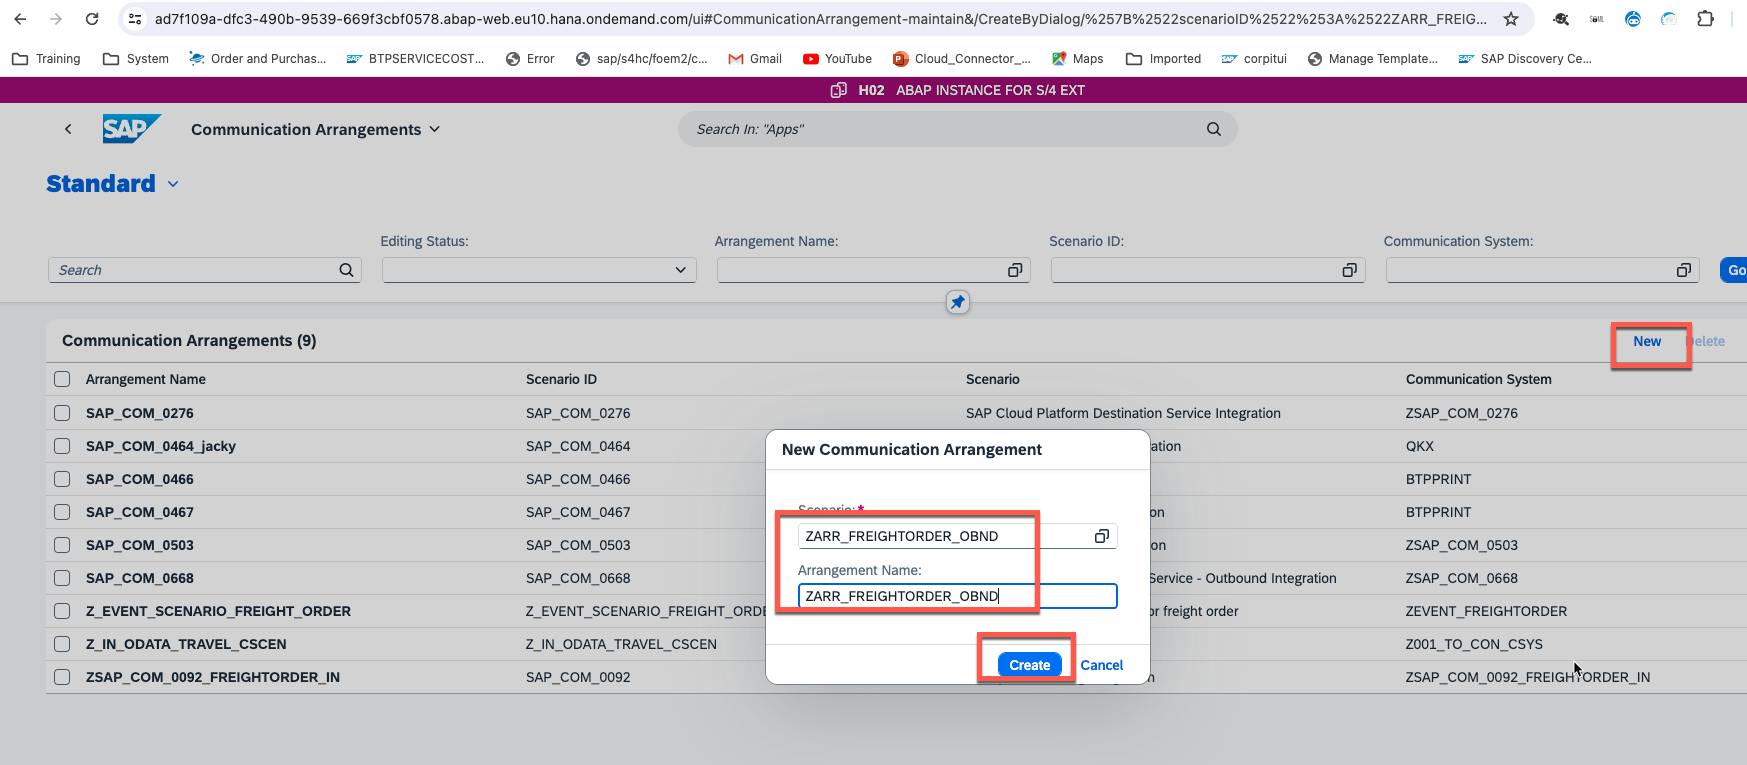 ad7f109a-dfc3-490b-9539-669f3cbf0578.abap-web.eu10.hana.ondemand.com/ui#CommunicationArrangement-maintain&/CreateByDialog/%257B%2522scenarioID%2522%253A%2522ZARR_FREIG...
Training System Order and Purchas... BTPSERVICECOST... Error sap/s4hc/foem2/c... Gmail YouTube Cloud_Connector_... Maps Imported corpitui Manage Template... SAP Discovery Ce...
H02 ABAP INSTANCE FOR S/4 EXT
SAP Communication Arrangements Search In: "Apps"
Standard
Editing Status: Arrangement Name: Scenario ID: Communication System:
Search Go
Communication Arrangements (9) New Delete
Arrangement Name Scenario ID Scenario Communication System
SAP_COM_0276 SAP_COM_0276 SAP Cloud Platform Destination Service Integration ZSAP_COM_0276
SAP_COM_0464_jacky SAP_COM_0464 ation QKX
SAP_COM_0466 SAP_COM_0466 BTPPRINT
SAP_COM_0467 SAP_COM_0467 on BTPPRINT
SAP_COM_0503 SAP_COM_0503 on ZSAP_COM_0503
SAP_COM_0668 SAP_COM_0668 Service - Outbound Integration ZSAP_COM_0668
Z_EVENT_SCENARIO_FREIGHT_ORDER Z_EVENT_SCENARIO_FREIGHT_ORDE or freight order ZEVENT_FREIGHTORDER
Z_IN_ODATA_TRAVEL_CSCEN Z_IN_ODATA_TRAVEL_CSCEN Z001_TO_CON_CSYS
ZSAP_COM_0092_FREIGHTORDER_IN SAP_COM_0092 n ZSAP_COM_0092_FREIGHTORDER_IN
New Communication Arrangement
Scenario:*
ZARR_FREIGHTORDER_OBND
Arrangement Name:
ZARR_FREIGHTORDER_OBND
Create Cancel